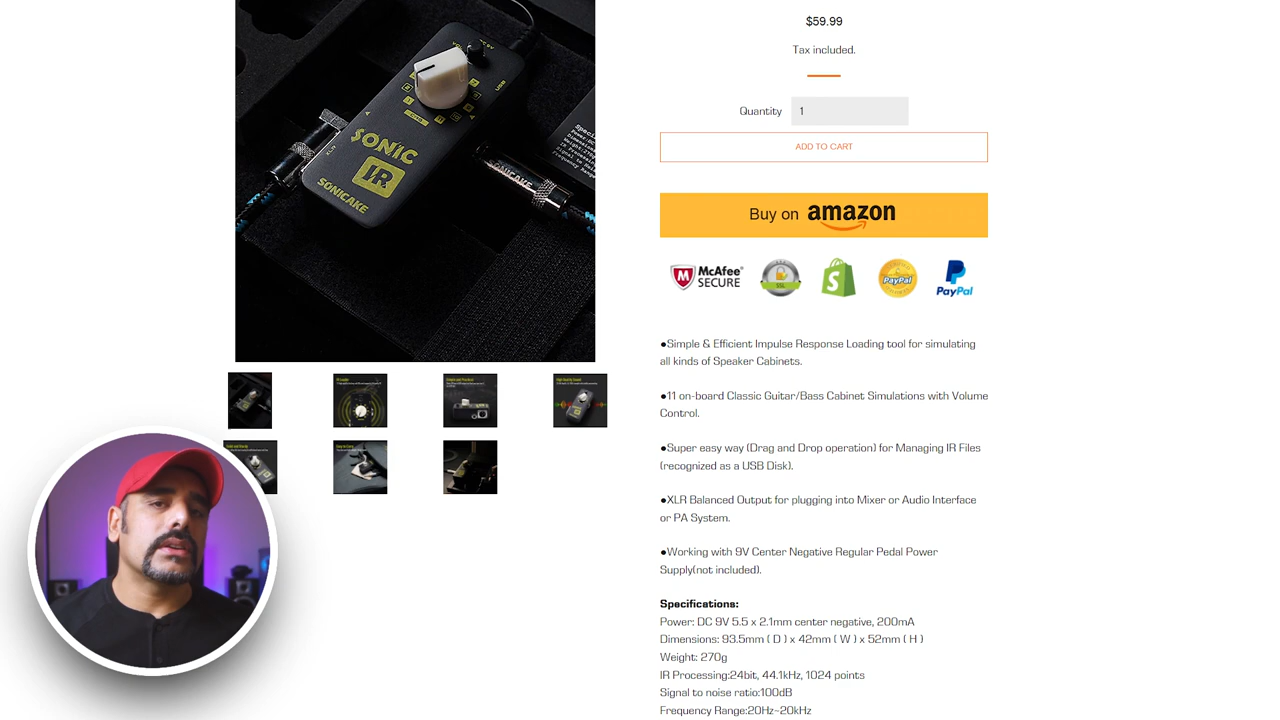 SONIC
IR
SONICAKE
XLR
USB
SONICAKE
$59.99
Tax included.
Quantity 1
ADD TO CART
Buy on amazon
McAfee
SECURE
SSL
PayPal
PayPal
●Simple & Efficient Impulse Response Loading tool for simulating
all kinds of Speaker Cabinets.
●11 on-board Classic Guitar/Bass Cabinet Simulations with Volume
Control.
●Super easy way (Drag and Drop operation) for Managing IR Files
(recognized as a USB Disk).
●XLR Balanced Output for plugging into Mixer or Audio Interface
or PA System.
●Working with 9V Center Negative Regular Pedal Power
Supply(not included).
Specifications:
Power: DC 9V 5.5 x 2.1mm center negative, 200mA
Dimensions: 93.5mm ( D ) x 42mm ( W ) x 52mm ( H )
Weight: 270g
IR Processing:24bit, 44.1kHz, 1024 points
Signal to noise ratio:100dB
Frequency Range:20Hz~20kHz